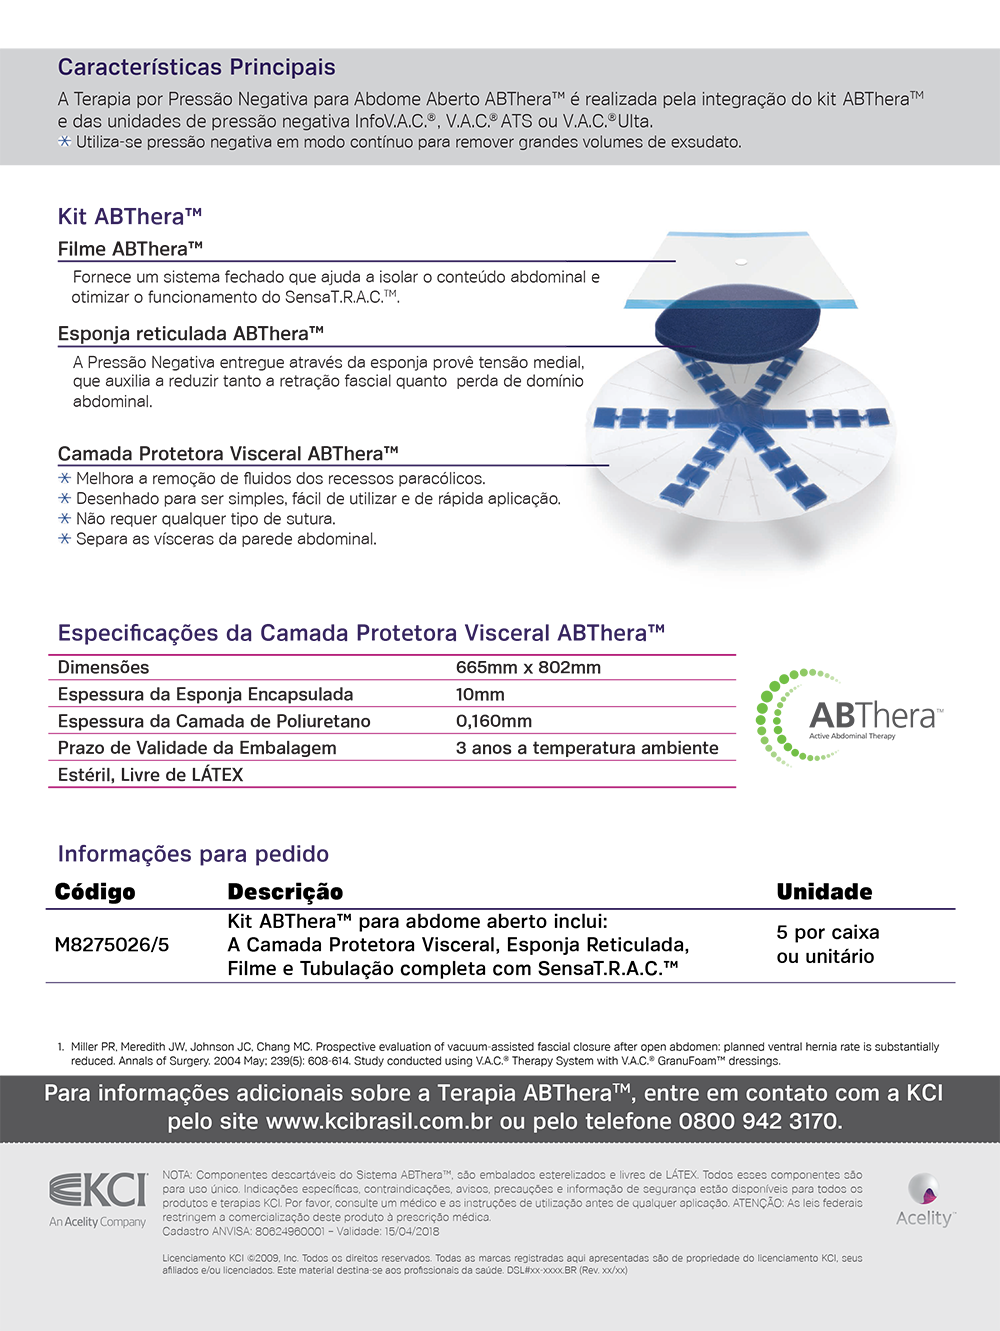 Características Principais
A Terapia por Pressão Negativa para Abdome Aberto ABThera™ é realizada pela integração do kit ABThera™
e das unidades de pressão negativa InfoV.A.C.®, V.A.C.® ATS ou V.A.C.® Ulta.
Utiliza-se pressão negativa em modo contínuo para remover grandes volumes de exsudato.
Kit ABThera™
Filme ABThera™
Fornece um sistema fechado que ajuda a isolar o conteúdo abdominal e
otimizar o funcionamento do SensaT.R.A.C.™.
Esponja reticulada ABThera™
A Pressão Negativa entregue através da esponja provê tensão medial,
que auxilia a reduzir tanto a retração fascial quanto perda de domínio
abdominal.
Camada Protetora Visceral ABThera™
Melhora a remoção de fluidos dos recessos paracólicos.
Desenhado para ser simples, fácil de utilizar e de rápida aplicação.
Não requer qualquer tipo de sutura.
Separa as vísceras da parede abdominal.
Especificações da Camada Protetora Visceral ABThera™
Dimensões 665mm x 802mm
Espessura da Esponja Encapsulada 10mm
Espessura da Camada de Poliuretano 0,160mm
Prazo de Validade da Embalagem 3 anos a temperatura ambiente
Estéril, Livre de LÁTEX
ABThera™
Active Abdominal Therapy
Informações para pedido
Código Descrição Unidade
M8275026/5 Kit ABThera™ para abdome aberto inclui:
A Camada Protetora Visceral, Esponja Reticulada,
Filme e Tubulação completa com SensaT.R.A.C.™
5 por caixa
ou unitário
1. Miller PR, Meredith JW, Johnson JC, Chang MC. Prospective evaluation of vacuum-assisted fascial closure after open abdomen: planned ventral hernia rate is substantially
reduced. Annals of Surgery. 2004 May; 239(5): 608-614. Study conducted using V.A.C.® Therapy System with V.A.C.® GranuFoam™ dressings.
Para informações adicionais sobre a Terapia ABThera™, entre em contato com a KCI
pelo site www.kcibrasil.com.br ou pelo telefone 0800 942 3170.
KCI
An Acelity Company
NOTA: Componentes descartáveis do Sistema ABThera™, são embalados esterelizados e livres de LÁTEX. Todos esses componentes são
para uso único. Indicações específicas, contraindicações, avisos, precauções e informação de segurança estão disponíveis para todos os
produtos e terapias KCI. Por favor, consulte um médico e as instruções de utilização antes de qualquer aplicação. ATENÇÃO: As leis federais
restringem a comercialização deste produto à prescrição médica.
Cadastro ANVISA: 80624960001 – Validade: 15/04/2018
Licenciamento KCI ©2009, Inc. Todos os direitos reservados. Todas as marcas registradas aqui apresentadas são de propriedade do licenciamento KCI, seus
afiliados e/ou licenciados. Este material destina-se aos profissionais da saúde. DSL#xx-xxxx.BR (Rev. xx/xx)
Acelity™